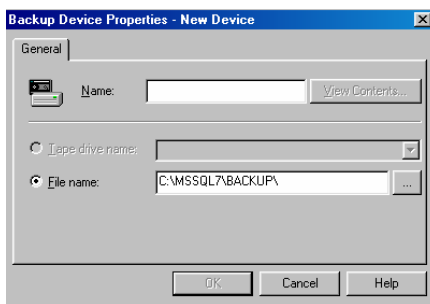 Backup Device Properties - New Device
General
Name:
View Contents...
Tape drive name:
File name:
C:\MSSQL7\BACKUP\
...
OK
Cancel
Help